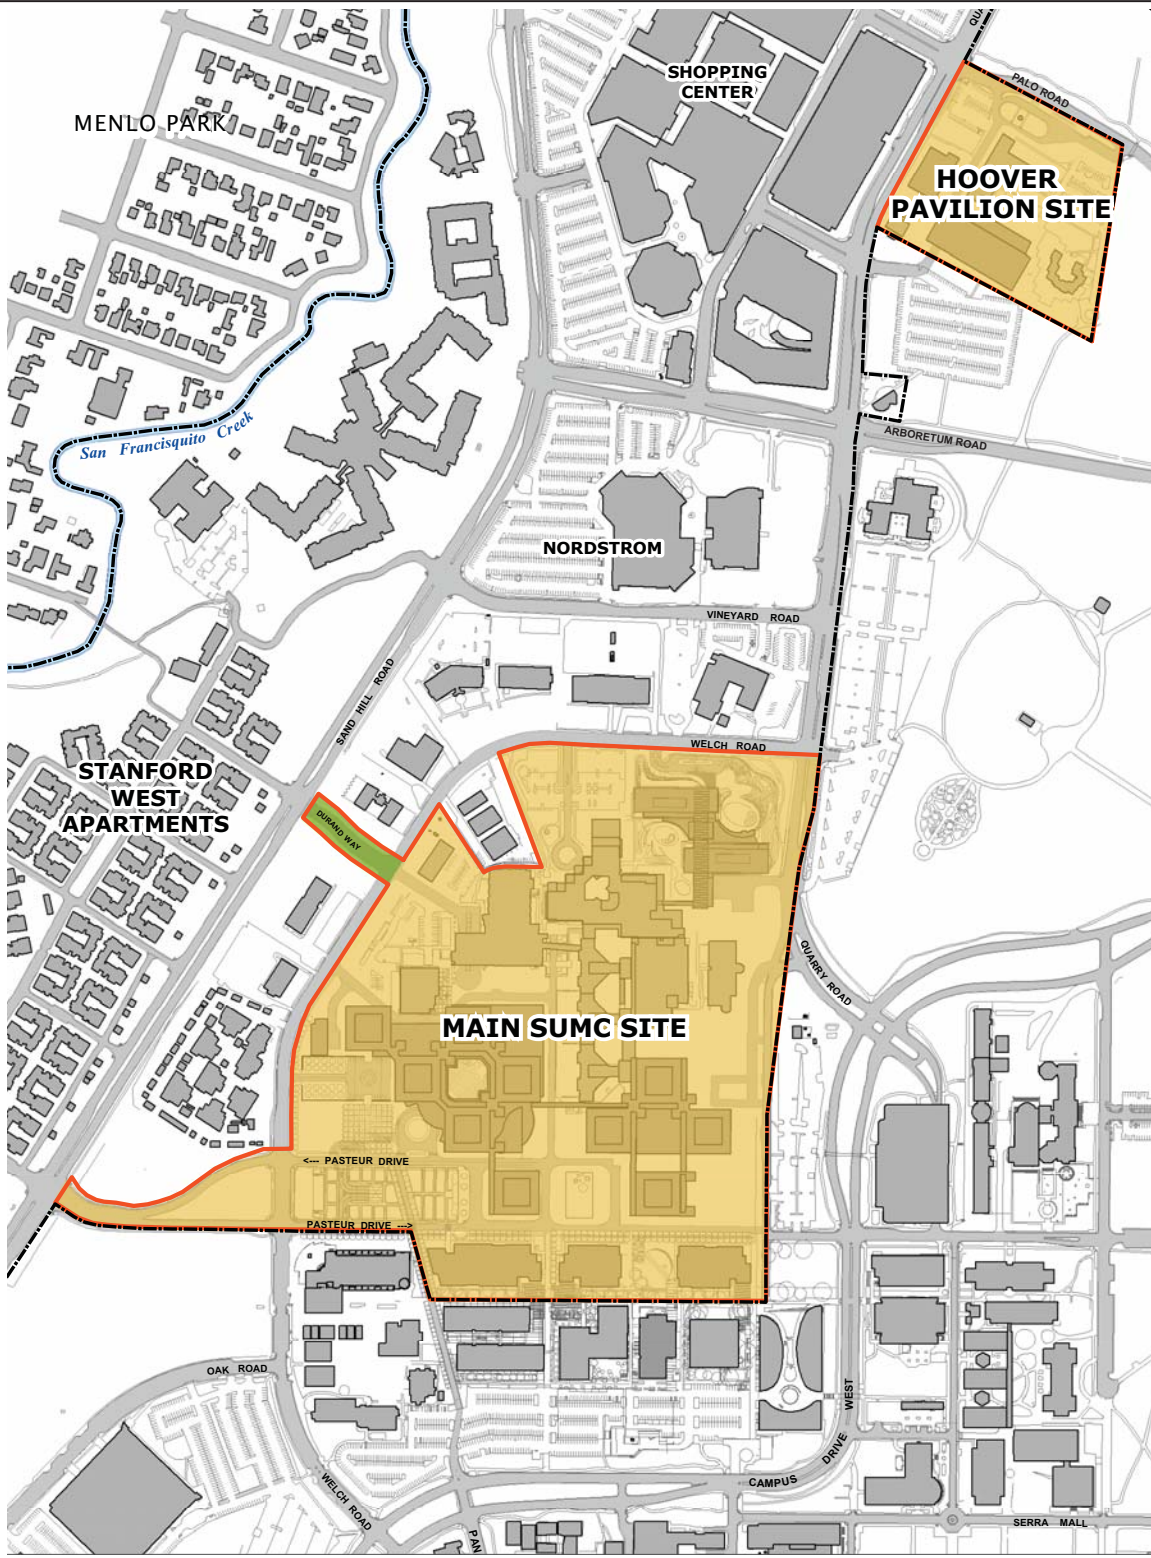 QUA
PALO ROAD
SHOPPING
CENTER
MENLO PARK
HOOVER
PAVILION SITE
San Francisquito Creek
ARBORETUM ROAD
NORDSTROM
VINEYARD ROAD
SAND HILL ROAD
WELCH ROAD
STANFORD
WEST
APARTMENTS
DURAND WAY
QUARRY ROAD
MAIN SUMC SITE
<--- PASTEUR DRIVE
PASTEUR DRIVE --->
OAK ROAD
WELCH ROAD
CAMPUS DRIVE WEST
SERRA MALL
PAN